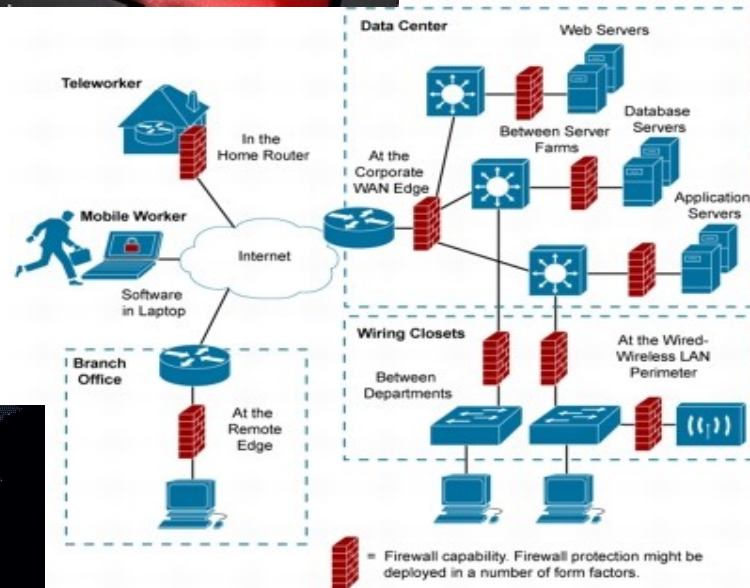 Data Center
Web Servers
Teleworker
In the
Home Router
At the
Corporate
WAN Edge
Between Server
Farms
Database
Servers
Application
Servers
Mobile Worker
Internet
Software
in Laptop
Wiring Closets
At the Wired-
Wireless LAN
Perimeter
Between
Departments
Branch
Office
At the
Remote
Edge
= Firewall capability. Firewall protection might be
deployed in a number of form factors.